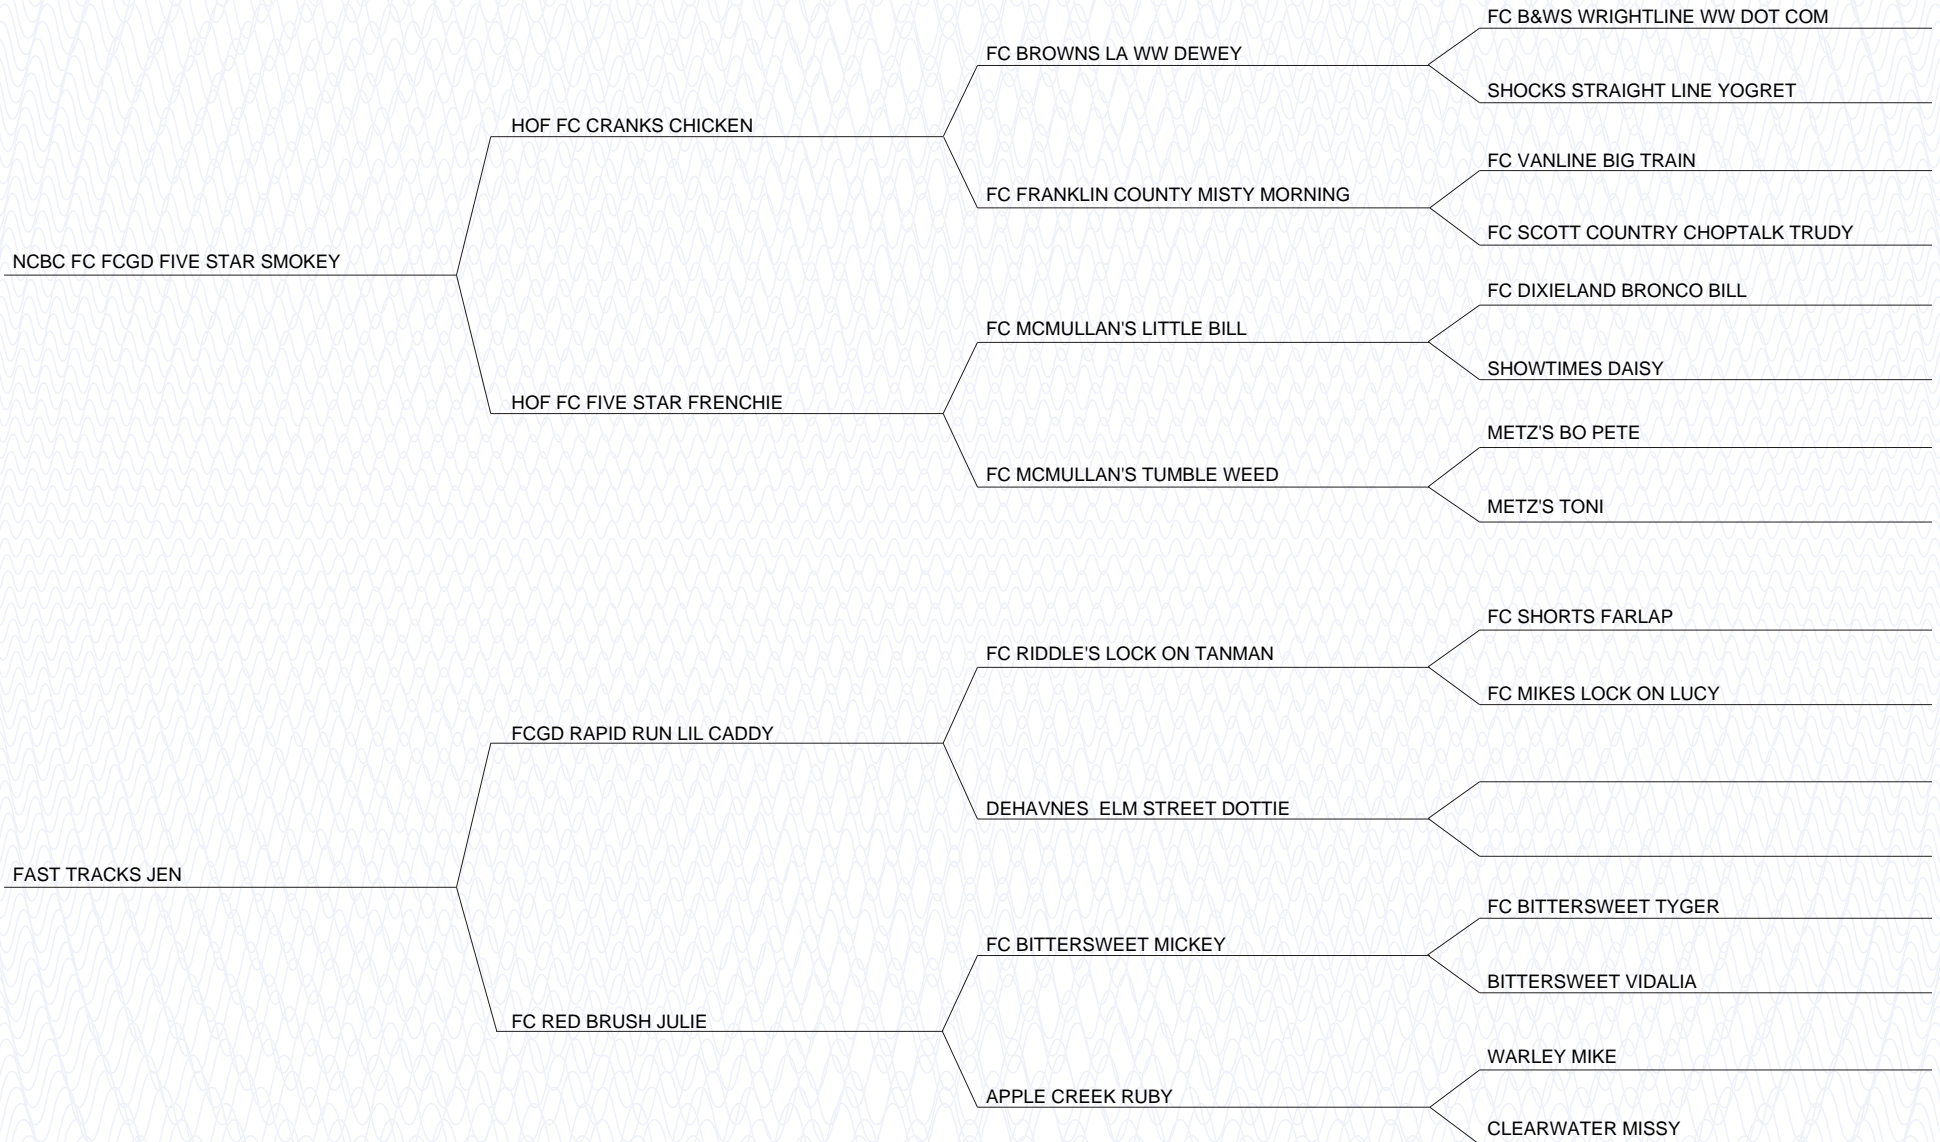 FC B&WS WRIGHTLINE WW DOT COM
FC BROWNS LA WW DEWEY
SHOCKS STRAIGHT LINE YOGRET
HOF FC CRANKS CHICKEN
FC VANLINE BIG TRAIN
FC FRANKLIN COUNTY MISTY MORNING
FC SCOTT COUNTRY CHOPTALK TRUDY
NCBC FC FCGD FIVE STAR SMOKEY
FC DIXIELAND BRONCO BILL
FC MCMULLAN'S LITTLE BILL
SHOWTIMES DAISY
HOF FC FIVE STAR FRENCHIE
METZ'S BO PETE
FC MCMULLAN'S TUMBLE WEED
METZ'S TONI
FC SHORTS FARLAP
FC RIDDLE'S LOCK ON TANMAN
FC MIKES LOCK ON LUCY
FCGD RAPID RUN LIL CADDY
DEHAVNES  ELM STREET DOTTIE
FAST TRACKS JEN
FC BITTERSWEET TYGER
FC BITTERSWEET MICKEY
BITTERSWEET VIDALIA
FC RED BRUSH JULIE
WARLEY MIKE
APPLE CREEK RUBY
CLEARWATER MISSY